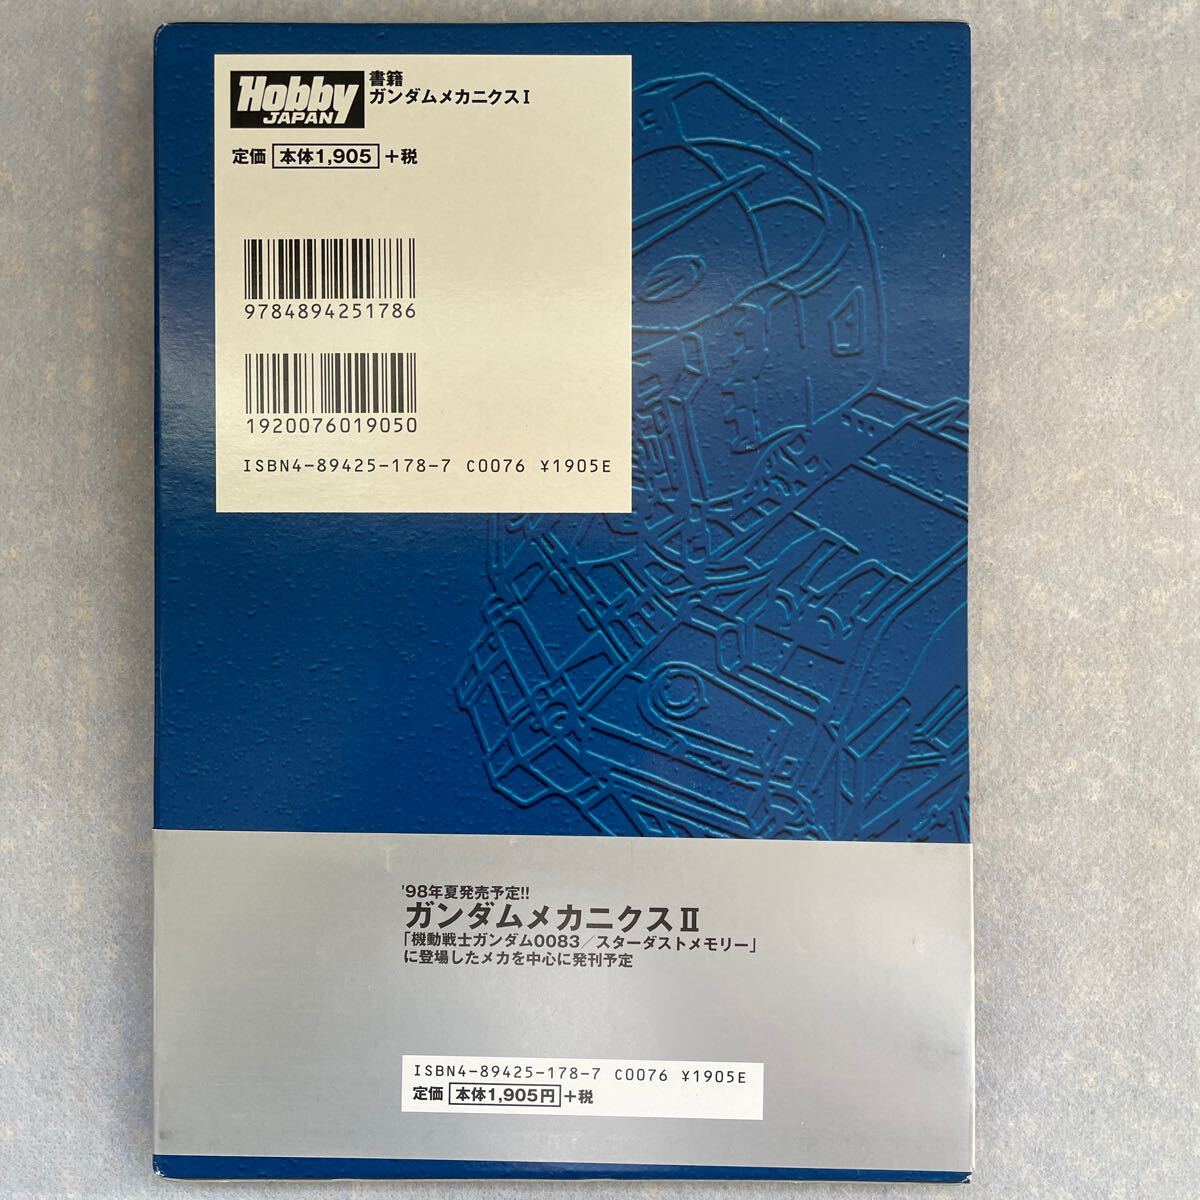 Hobby
JAPAN
書籍
ガンダムメカニクスⅠ
定価 本体1,905 +税
9784894251786
1920076019050
ISBN4-89425-178-7 C0076 ¥1905E
'98年夏発売予定!!
ガンダムメカニクスⅡ
「機動戦士ガンダム0083／スターダストメモリー」
に登場したメカを中心に発刊予定
ISBN4-89425-178-7 C0076 ¥1905E
定価 本体1,905円 +税